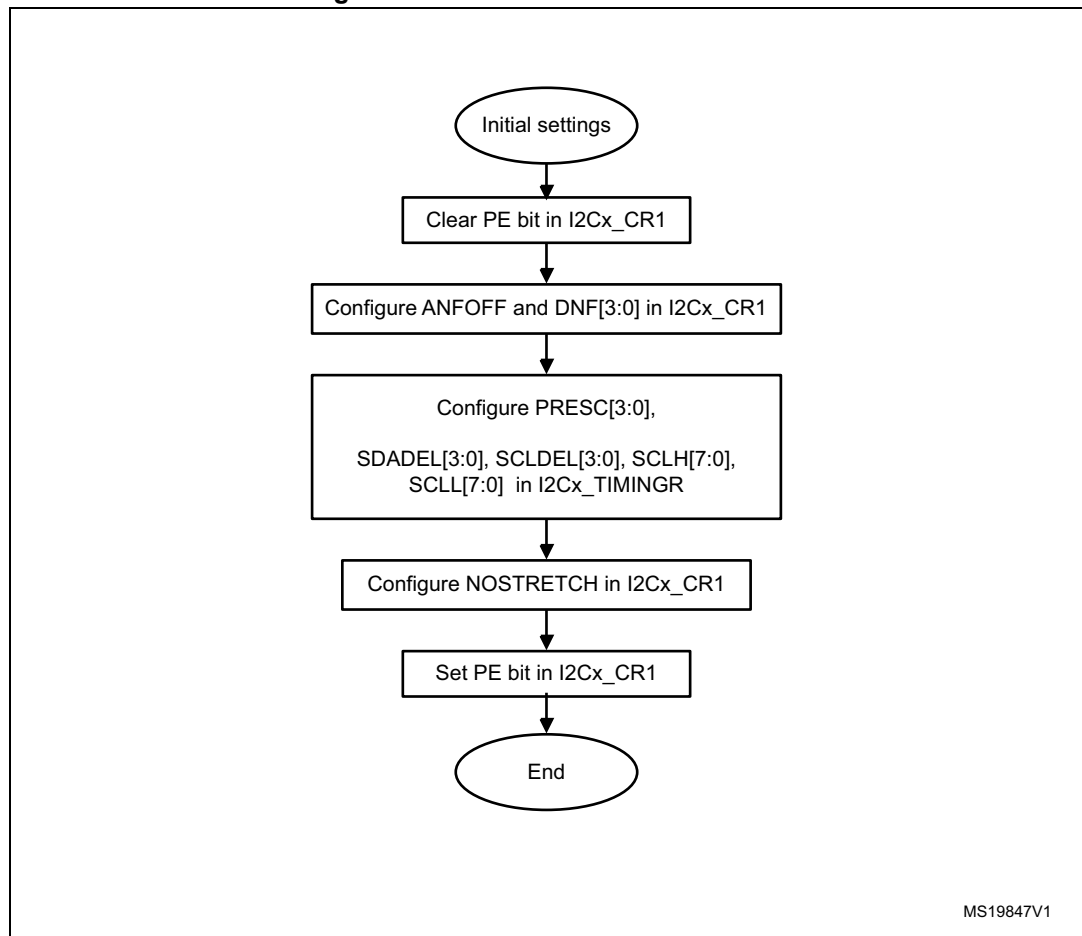 Initial settings
Clear PE bit in I2Cx_CR1
Configure ANFOFF and DNF[3:0] in I2Cx_CR1
Configure PRESC[3:0],
SDADEL[3:0], SCLDEL[3:0], SCLH[7:0],
SCLL[7:0] in I2Cx_TIMINGR
Configure NOSTRETCH in I2Cx_CR1
Set PE bit in I2Cx_CR1
End
MS19847V1